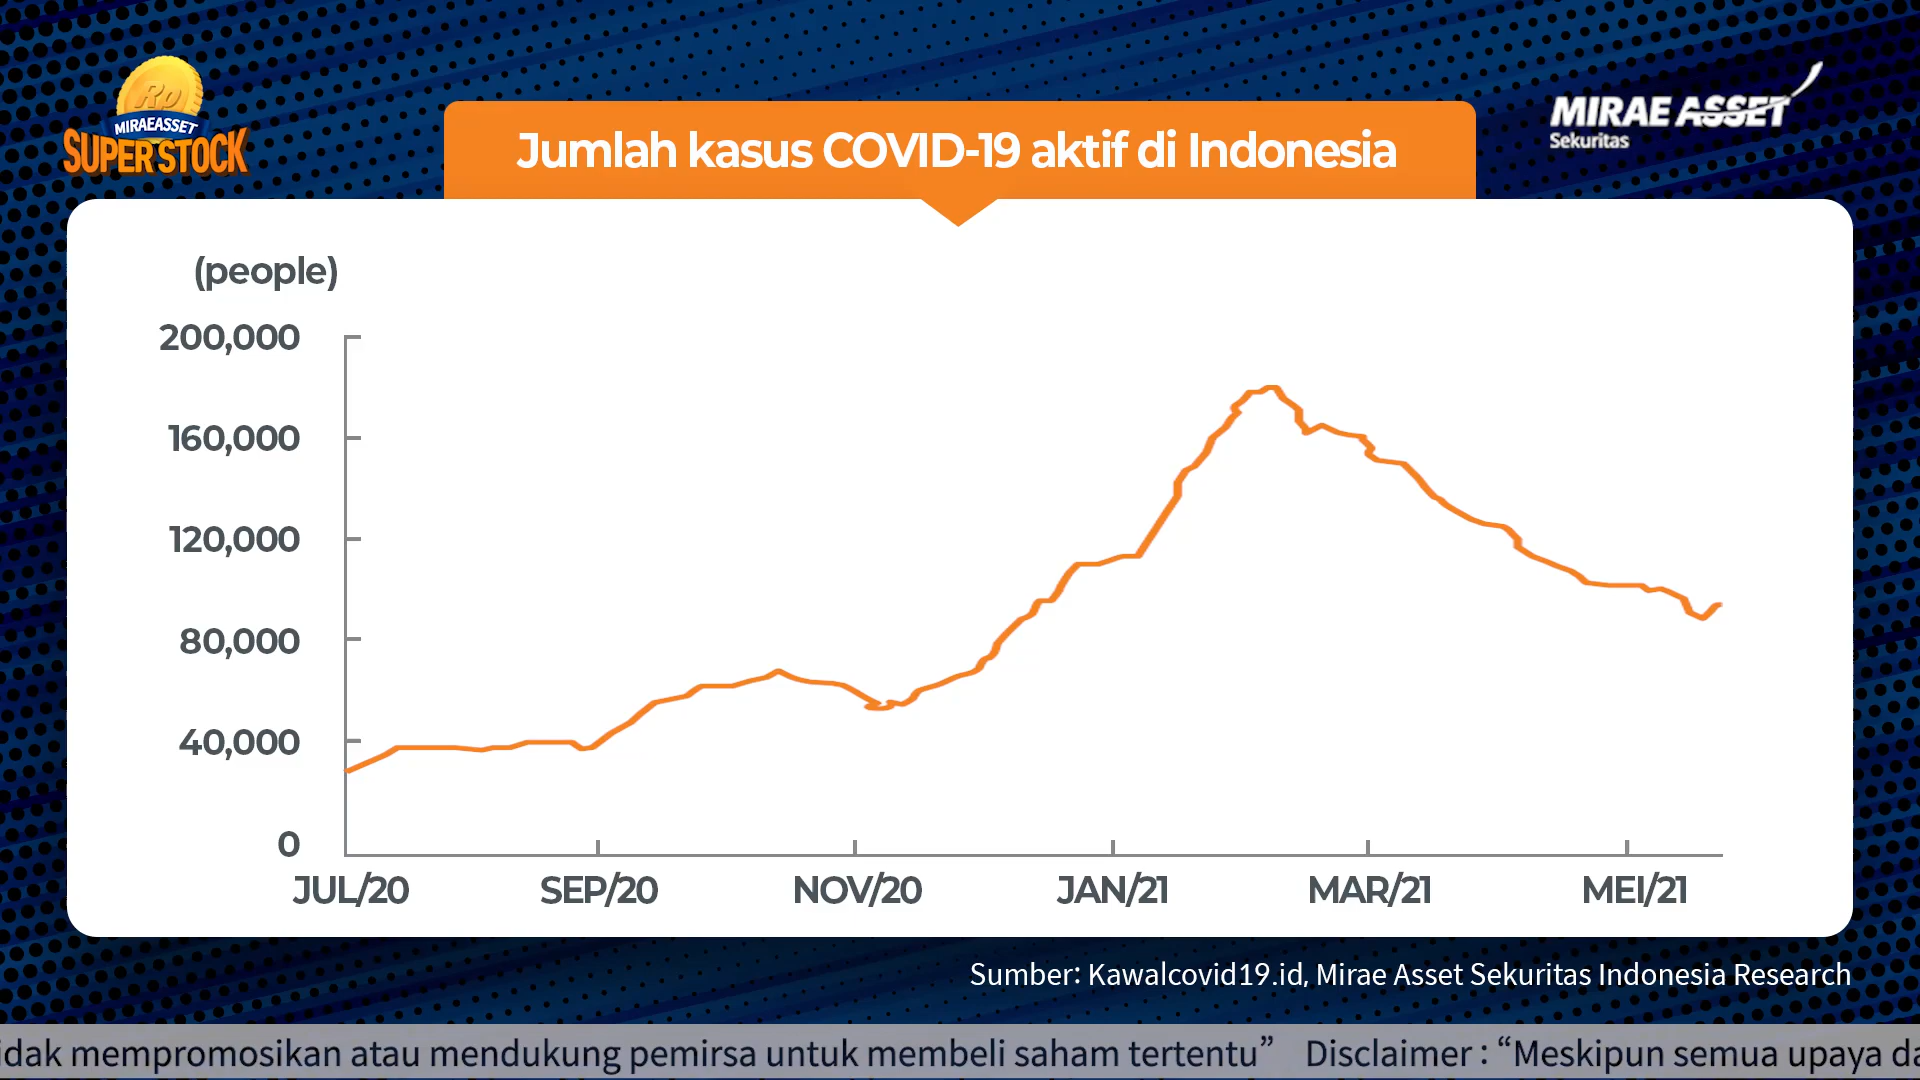 Rp
MIRAE ASSET
SUPER STOCK
Jumlah kasus COVID-19 aktif di Indonesia
MIRAE ASSET
Sekuritas
(people)
200,000
160,000
120,000
80,000
40,000
0
JUL/20 SEP/20 NOV/20 JAN/21 MAR/21 MEI/21
Sumber: Kawalcovid19.id, Mirae Asset Sekuritas Indonesia Research
idak mempromosikan atau mendukung pemirsa untuk membeli saham tertentu” Disclaimer : “Meskipun semua upaya da